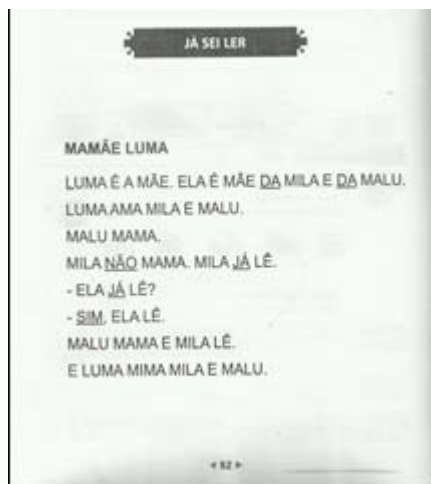 JÁ SEI LER
MAMÃE LUMA
LUMA É A MÃE. ELA É MÃE DA MILA E DA MALU.
LUMA AMA MILA E MALU.
MALU MAMA.
MILA NÃO MAMA. MILA JÁ LÊ.
- ELA JÁ LÊ?
- SIM, ELA LÊ.
MALU MAMA E MILA LÊ.
E LUMA MIMA MILA E MALU.
62